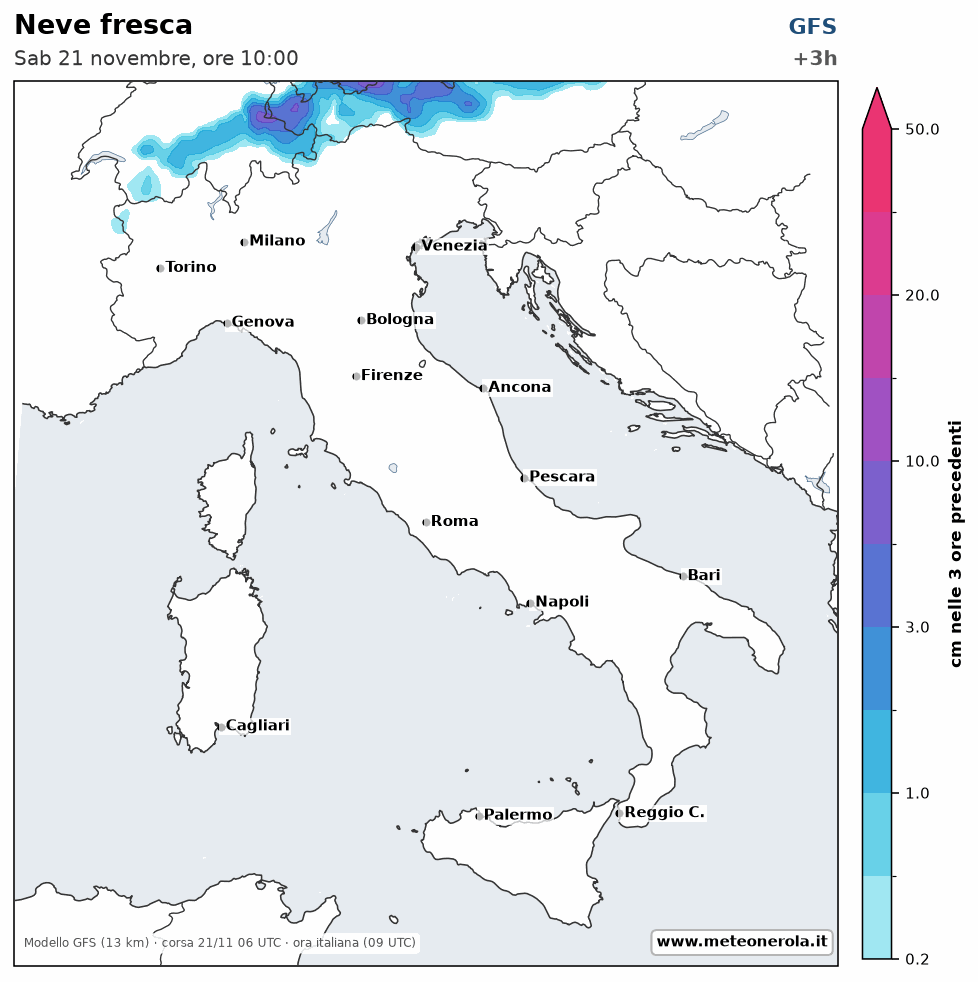 Neve fresca
GFS
Sab 21 novembre, ore 10:00
+3h
50.0
20.0
10.0
3.0
1.0
0.2
cm nelle 3 ore precedenti
Milano
Venezia
Torino
Genova
Bologna
Firenze
Ancona
Pescara
Roma
Bari
Napoli
Cagliari
Palermo
Reggio C.
Modello GFS (13 km) · corsa 21/11 06 UTC · ora italiana (09 UTC)
www.meteonerola.it